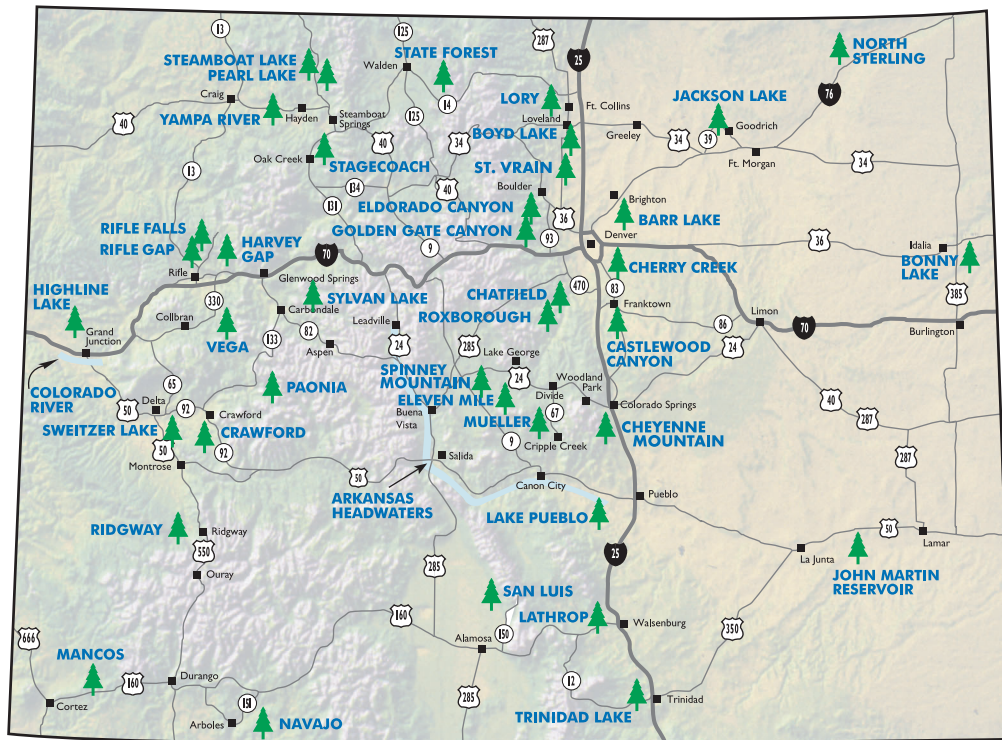 13
125
287
25
STEAMBOAT LAKE
PEARL LAKE
STATE FOREST
NORTH
STERLING
Walden
Craig
14
76
LORY
Ft. Collins
JACKSON LAKE
YAMPA RIVER
Hayden
Steamboat
Springs
125
Loveland
BOYD LAKE
Greeley
Goodrich
40
40
34
34
39
Ft. Morgan
34
Oak Creek
STAGECOACH
ST. VRAIN
13
134
40
Boulder
131
ELDORADO CANYON
36
Brighton
BARR LAKE
RIFLE FALLS
RIFLE GAP
HARVEY
GAP
GOLDEN GATE CANYON
9
93
Denver
36
Idalia
BONNY
LAKE
70
Rifle
Glenwood Springs
CHERRY CREEK
HIGHLINE
LAKE
330
SYLVAN LAKE
CHATFIELD
470
83
385
Collbran
Carbondale
Leadville
ROXBOROUGH
Franktown
Limon
VEGA
82
86
70
Burlington
Grand
Junction
133
Aspen
24
285
Lake George
CASTLEWOOD
CANYON
24
COLORADO
RIVER
65
PAONIA
SPINNEY
MOUNTAIN
24
Woodland
Park
Divide
ELEVEN MILE
40
50
Delta
92
Crawford
Buena
Vista
67
Colorado Springs
287
SWEITZER LAKE
CRAWFORD
MUELLER
CHEYENNE
MOUNTAIN
50
92
9
Cripple Creek
Montrose
Salida
287
50
Canon City
ARKANSAS
HEADWATERS
Pueblo
LAKE PUEBLO
RIDGWAY
Ridgway
50
Lamar
550
25
La Junta
285
JOHN MARTIN
RESERVOIR
Ouray
SAN LUIS
160
LATHROP
Walsenburg
666
150
350
Alamosa
MANCOS
160
Durango
285
12
Cortez
151
Arboles
NAVAJO
TRINIDAD LAKE
Trinidad